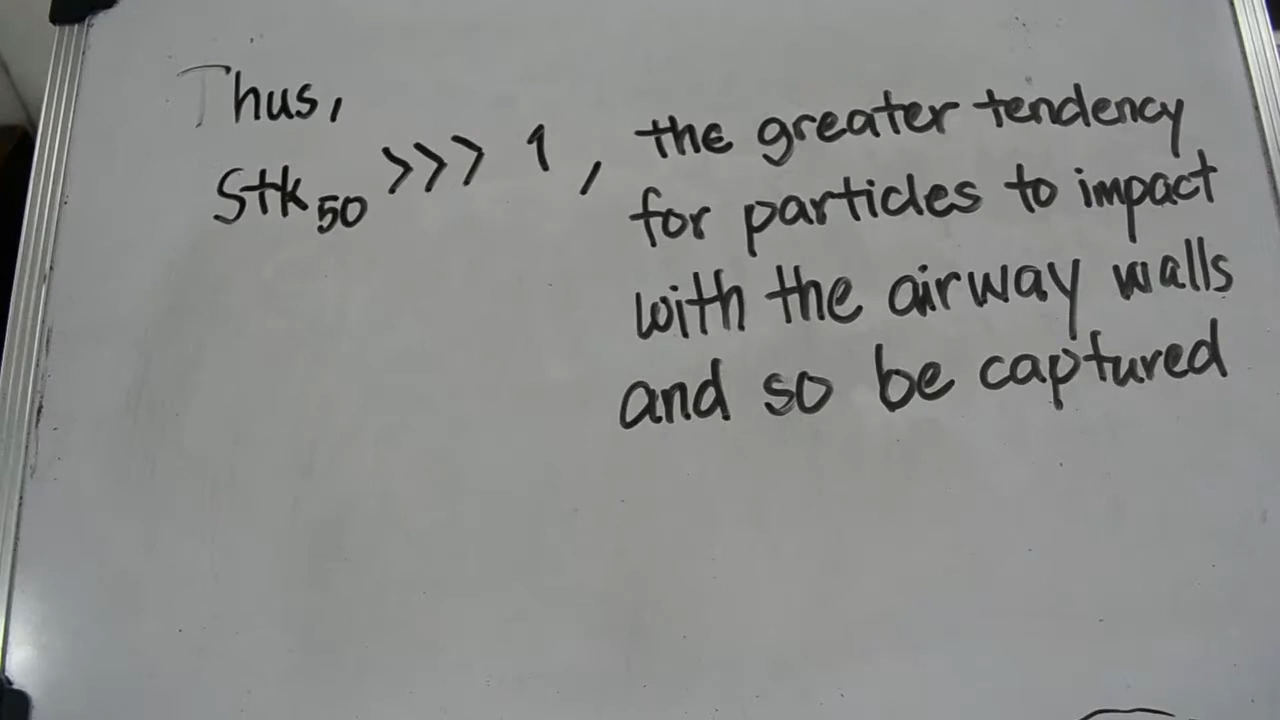 Thus,
Stk₅₀ >>> 1, the greater tendency
for particles to impact
with the airway walls
and so be captured